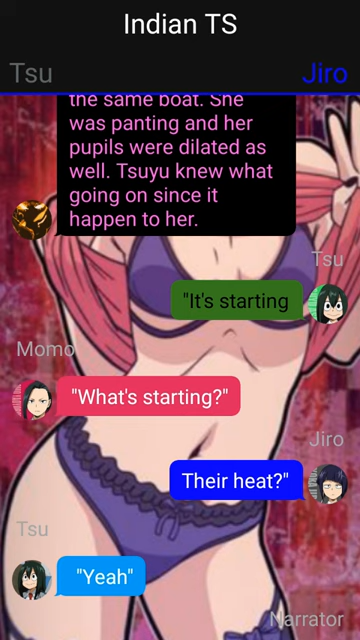 Indian TS
Tsu
Jiro
the same boat. She
was panting and her
pupils were dilated as
well. Tsuyu knew what
going on since it
happen to her.
Tsu
"It's starting
Momo
"What's starting?"
Jiro
Their heat?"
Tsu
"Yeah"
Narrator